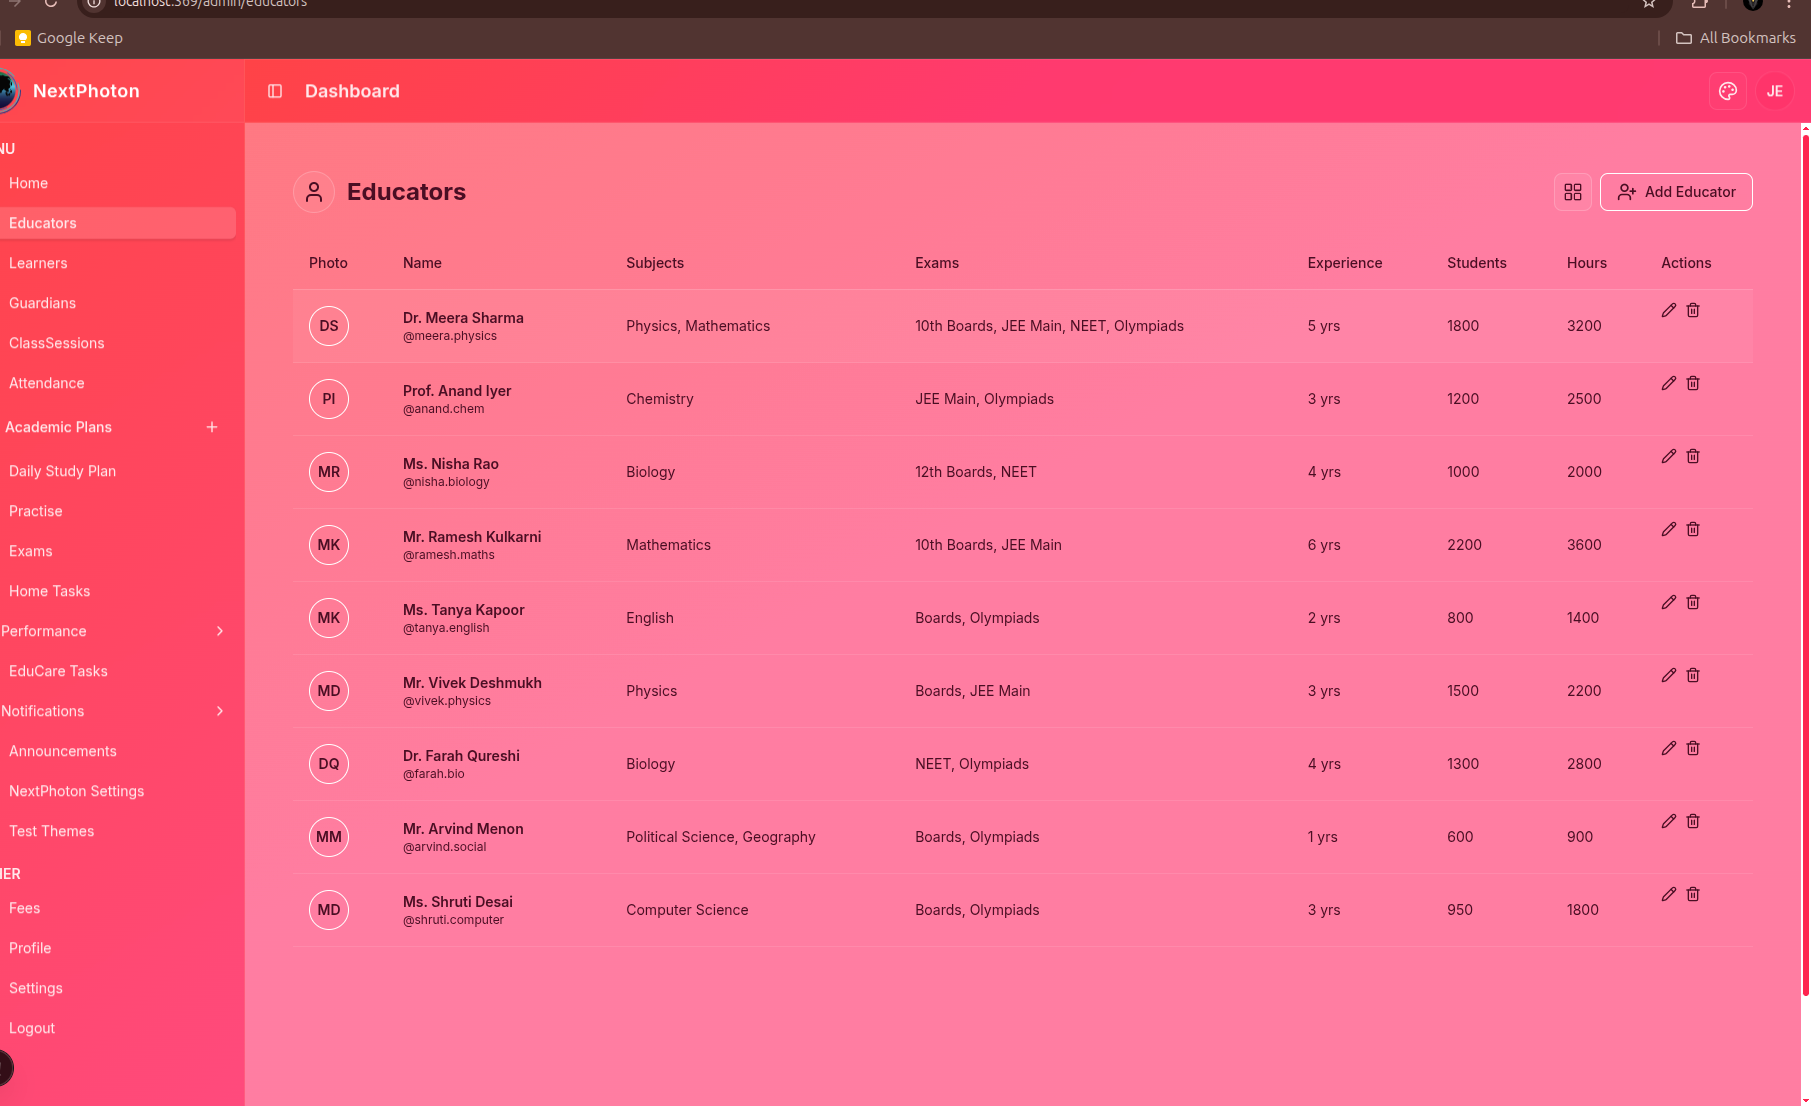 localhost:369/admin/educators
Google Keep
All Bookmarks
NextPhoton
Dashboard
JE
NU
Home
Educators
Learners
Guardians
ClassSessions
Attendance
Academic Plans
Daily Study Plan
Practise
Exams
Home Tasks
Performance
EduCare Tasks
Notifications
Announcements
NextPhoton Settings
Test Themes
HER
Fees
Profile
Settings
Logout
Educators
Add Educator
Photo Name Subjects Exams Experience Students Hours Actions
DS Dr. Meera Sharma Physics, Mathematics 10th Boards, JEE Main, NEET, Olympiads 5 yrs 1800 3200
@meera.physics
PI Prof. Anand Iyer Chemistry JEE Main, Olympiads 3 yrs 1200 2500
@anand.chem
MR Ms. Nisha Rao Biology 12th Boards, NEET 4 yrs 1000 2000
@nisha.biology
MK Mr. Ramesh Kulkarni Mathematics 10th Boards, JEE Main 6 yrs 2200 3600
@ramesh.maths
MK Ms. Tanya Kapoor English Boards, Olympiads 2 yrs 800 1400
@tanya.english
MD Mr. Vivek Deshmukh Physics Boards, JEE Main 3 yrs 1500 2200
@vivek.physics
DQ Dr. Farah Qureshi Biology NEET, Olympiads 4 yrs 1300 2800
@farah.bio
MM Mr. Arvind Menon Political Science, Geography Boards, Olympiads 1 yrs 600 900
@arvind.social
MD Ms. Shruti Desai Computer Science Boards, Olympiads 3 yrs 950 1800
@shruti.computer